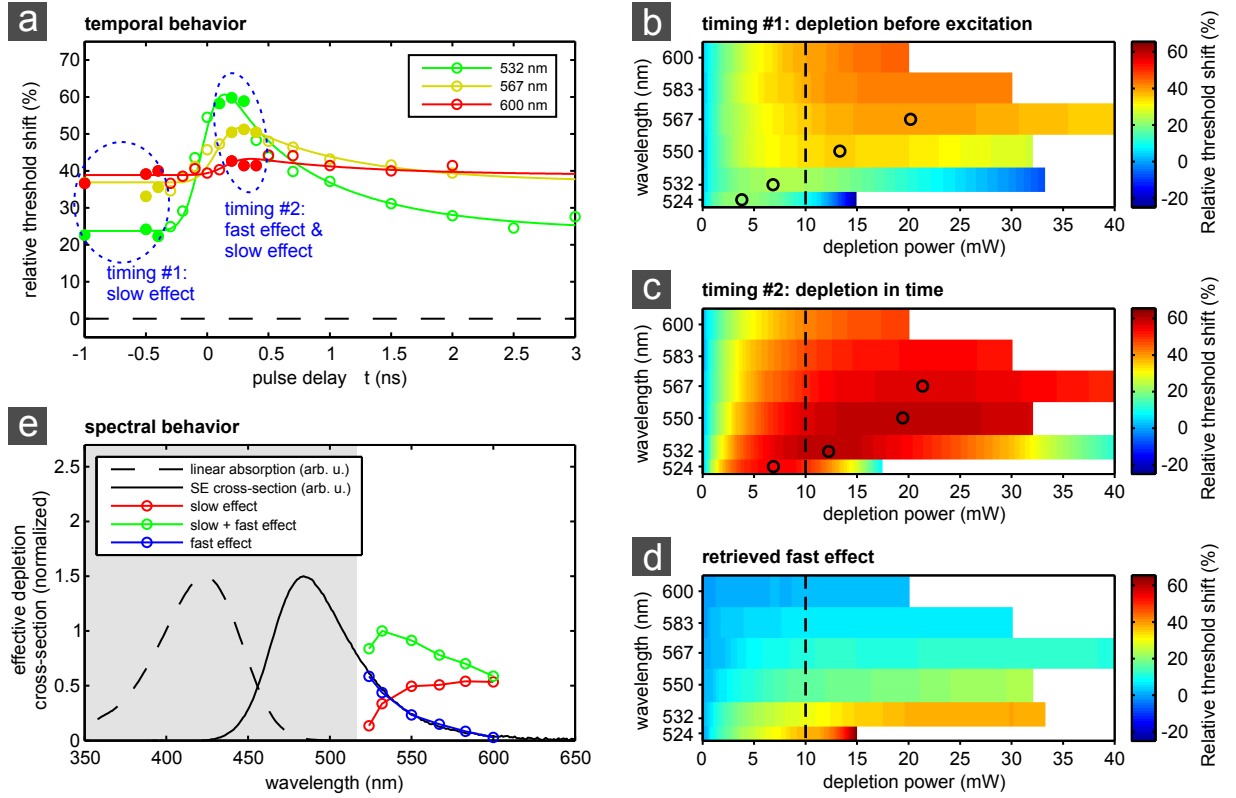 a
temporal behavior
relative threshold shift (%)
70
60
50
40
30
20
10
0
532 nm
567 nm
600 nm
timing #1:
slow effect
timing #2:
fast effect &
slow effect
-1 -0.5 0 0.5 1 1.5 2 2.5 3
pulse delay t (ns)
b
timing #1: depletion before excitation
wavelength (nm)
600
583
567
550
532
524
0 5 10 15 20 25 30 35 40
depletion power (mW)
60
40
20
0
-20
Relative threshold shift (%)
c
timing #2: depletion in time
wavelength (nm)
600
583
567
550
532
524
0 5 10 15 20 25 30 35 40
depletion power (mW)
60
40
20
0
-20
Relative threshold shift (%)
d
retrieved fast effect
wavelength (nm)
600
583
567
550
532
524
0 5 10 15 20 25 30 35 40
depletion power (mW)
60
40
20
0
-20
Relative threshold shift (%)
e
spectral behavior
effective depletion
cross-section (normalized)
2.5
2
1.5
1
0.5
0
linear absorption (arb. u.)
SE cross-section (arb. u.)
slow effect
slow + fast effect
fast effect
350 400 450 500 550 600 650
wavelength (nm)